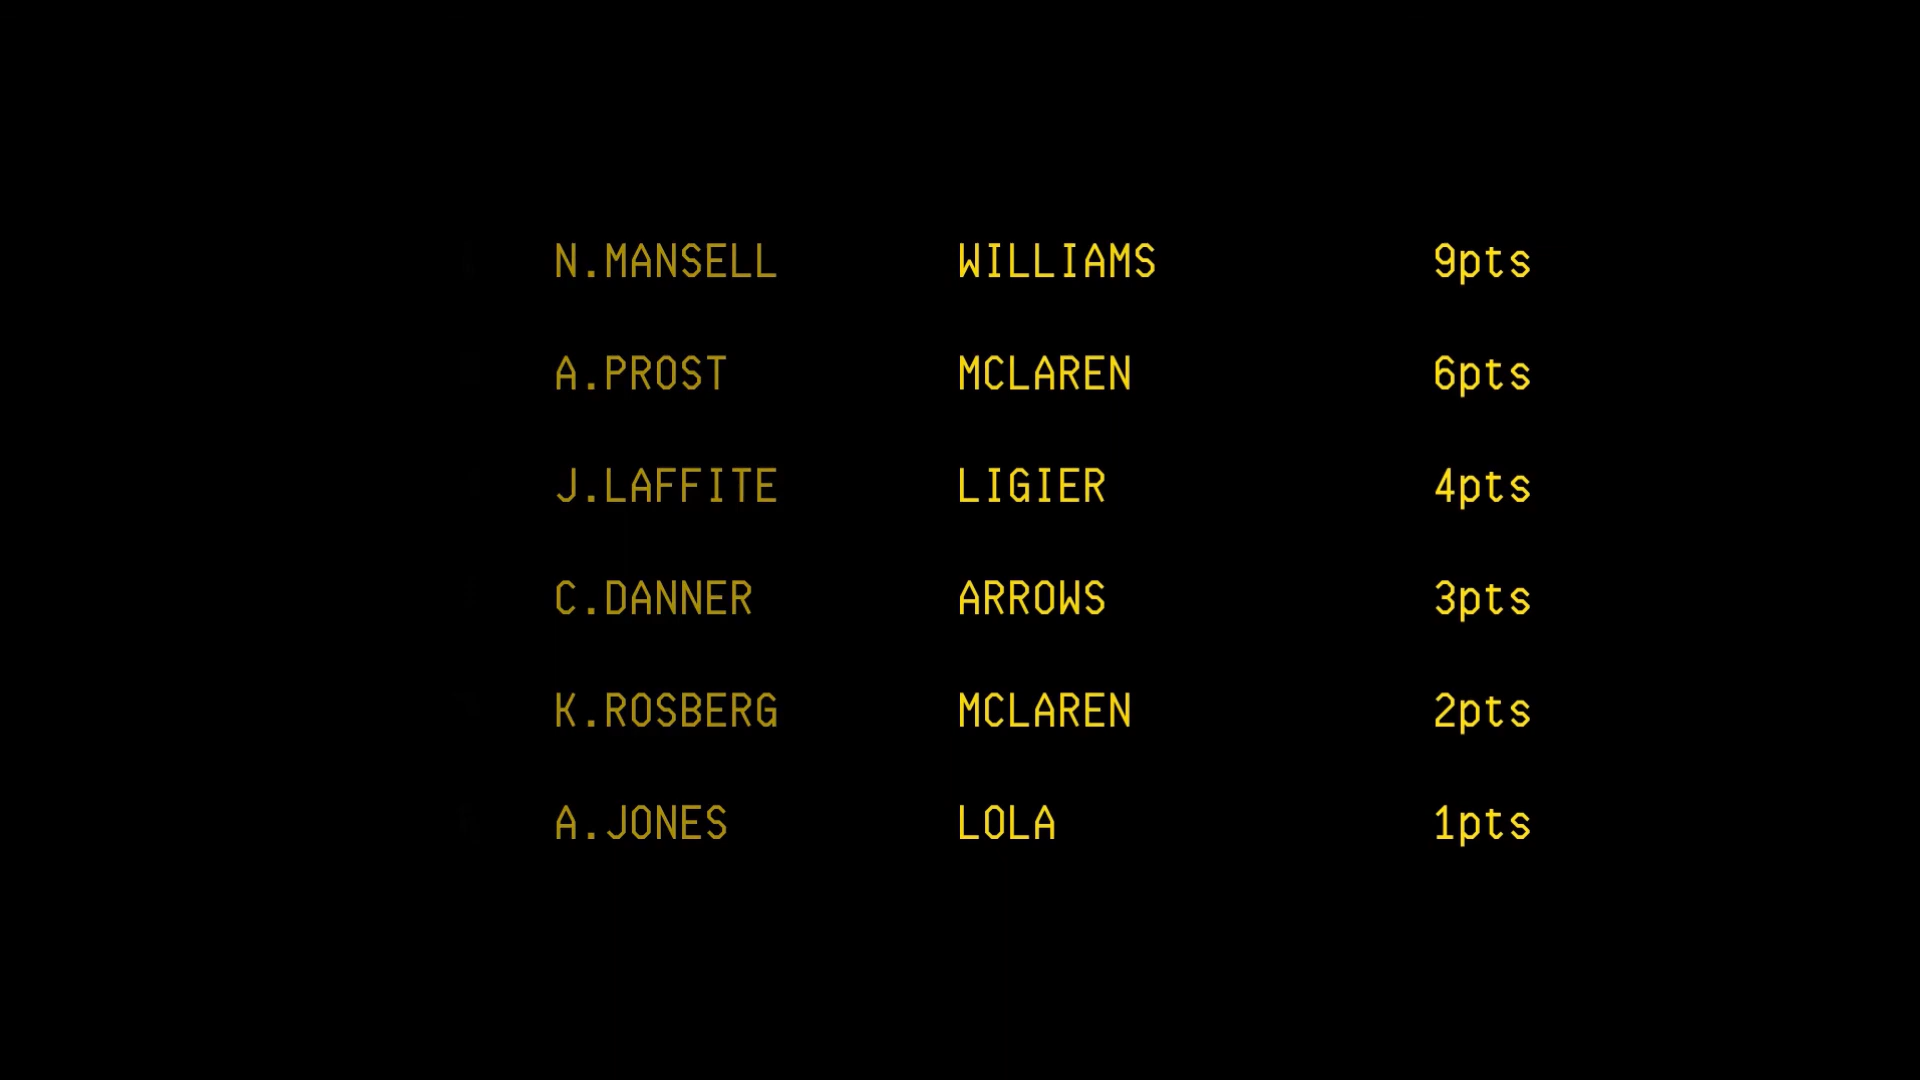 N.MANSELL WILLIAMS 9pts
A.PROST MCLAREN 6pts
J.LAFFITE LIGIER 4pts
C.DANNER ARROWS 3pts
K.ROSBERG MCLAREN 2pts
A.JONES LOLA 1pts